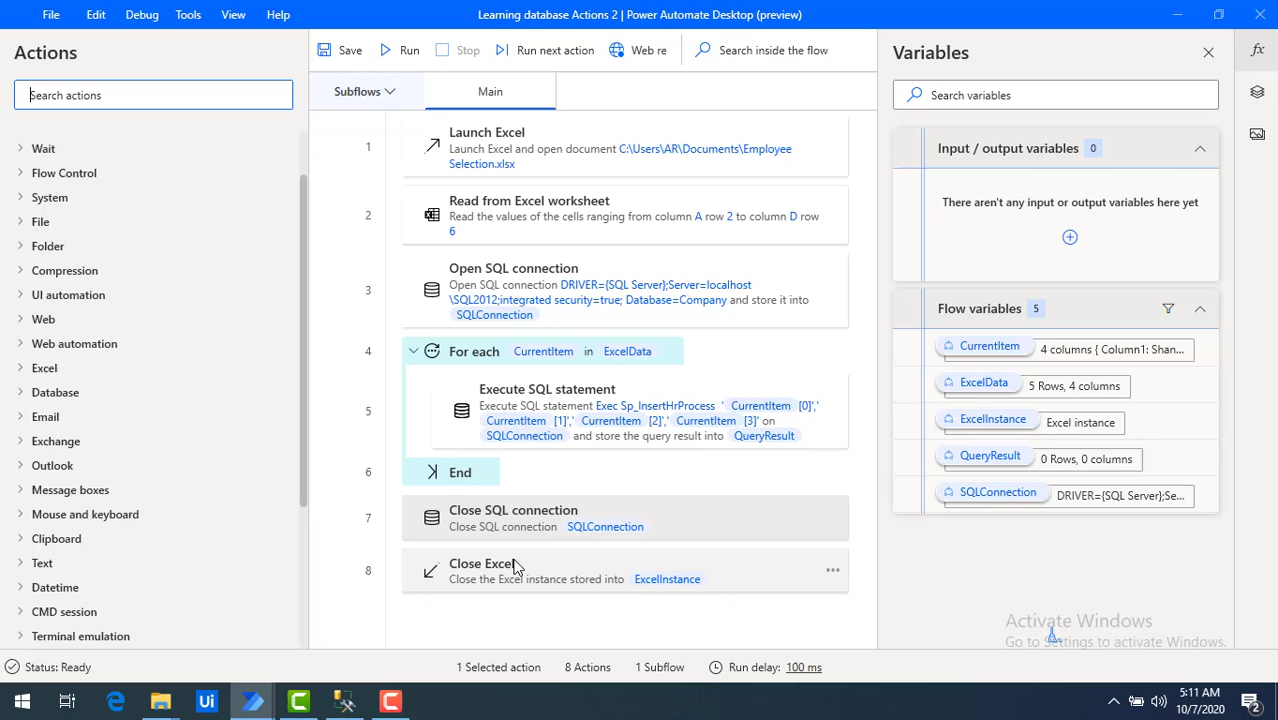 File Edit Debug Tools View Help Learning database Actions 2 | Power Automate Desktop (preview)
Actions
Search actions
Wait
Flow Control
System
File
Folder
Compression
UI automation
Web
Web automation
Excel
Database
Email
Exchange
Outlook
Message boxes
Mouse and keyboard
Clipboard
Text
Datetime
CMD session
Terminal emulation
Save Run Stop Run next action Web re Search inside the flow
Subflows Main
1 Launch Excel
Launch Excel and open document C:\Users\AR\Documents\Employee
Selection.xlsx
2 Read from Excel worksheet
Read the values of the cells ranging from column A row 2 to column D row
6
3 Open SQL connection
Open SQL connection DRIVER={SQL Server};Server=localhost
\SQL2012;integrated security=true; Database=Company and store it into
SQLConnection
4 For each CurrentItem in ExcelData
5 Execute SQL statement
Execute SQL statement Exec Sp_InsertHrProcess ' CurrentItem [0]','
CurrentItem [1]',' CurrentItem [2]',' CurrentItem [3]' on
SQLConnection and store the query result into QueryResult
6 End
7 Close SQL connection
Close SQL connection SQLConnection
8 Close Excel
Close the Excel instance stored into ExcelInstance
Variables
Search variables
Input / output variables 0
There aren't any input or output variables here yet
Flow variables 5
CurrentItem 4 columns { Column1: Shan...
ExcelData 5 Rows, 4 columns
ExcelInstance Excel instance
QueryResult 0 Rows, 0 columns
SQLConnection DRIVER={SQL Server};Se...
fx
Activate Windows
Go to Settings to activate Windows.
Status: Ready 1 Selected action 8 Actions 1 Subflow Run delay: 100 ms
Ui
C
C
5:11 AM
10/7/2020
2